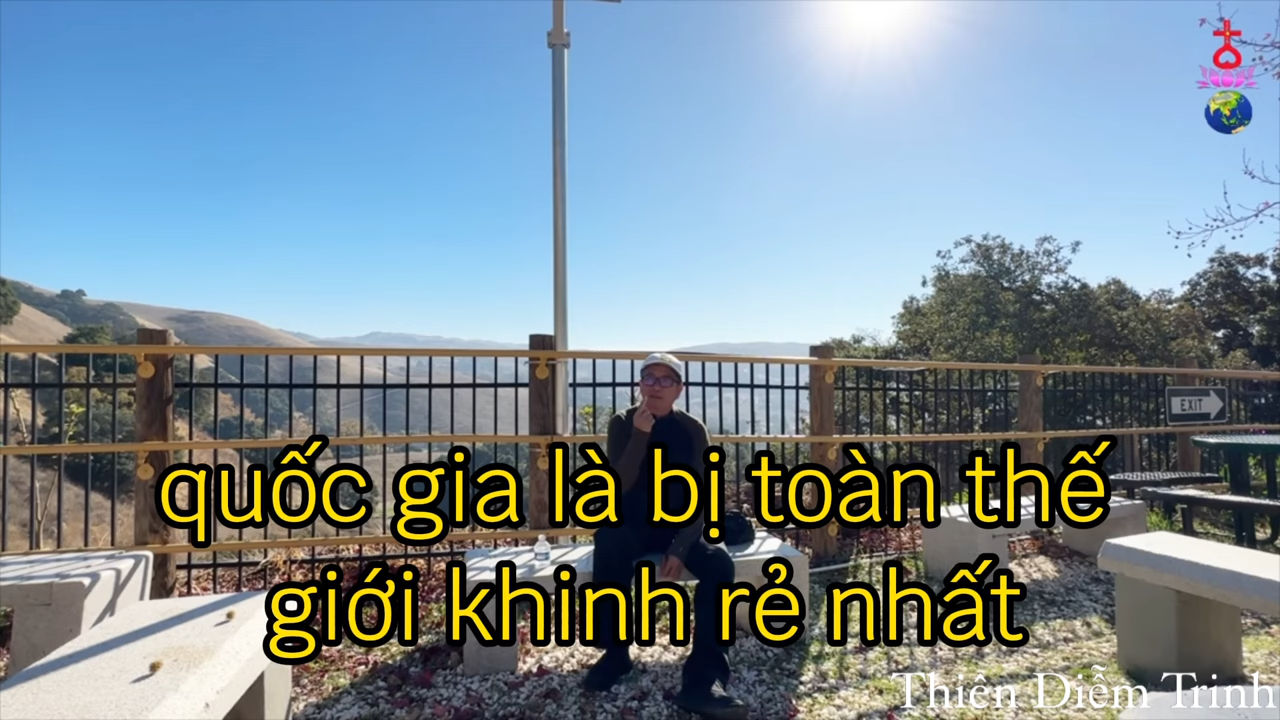 EXIT
quốc gia là bị toàn thế
giới khinh rẻ nhất
Thiên Diễm Trinh